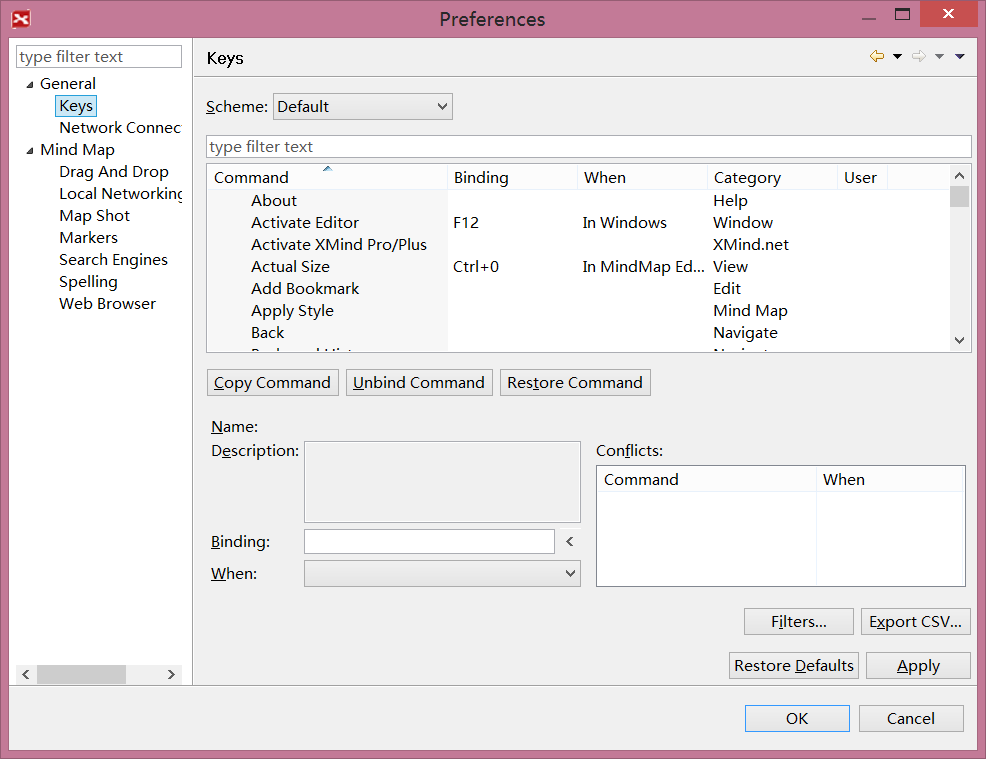 Preferences
type filter text
General
Keys
Network Connec
Mind Map
Drag And Drop
Local Networking
Map Shot
Markers
Search Engines
Spelling
Web Browser
Keys
Scheme: Default
type filter text
Command Binding When Category User
About Help
Activate Editor F12 In Windows Window
Activate XMind Pro/Plus XMind.net
Actual Size Ctrl+0 In MindMap Ed... View
Add Bookmark Edit
Apply Style Mind Map
Back Navigate
Copy Command Unbind Command Restore Command
Name:
Description:
Binding: <
When:
Conflicts:
Command When
Filters... Export CSV...
Restore Defaults Apply
OK Cancel